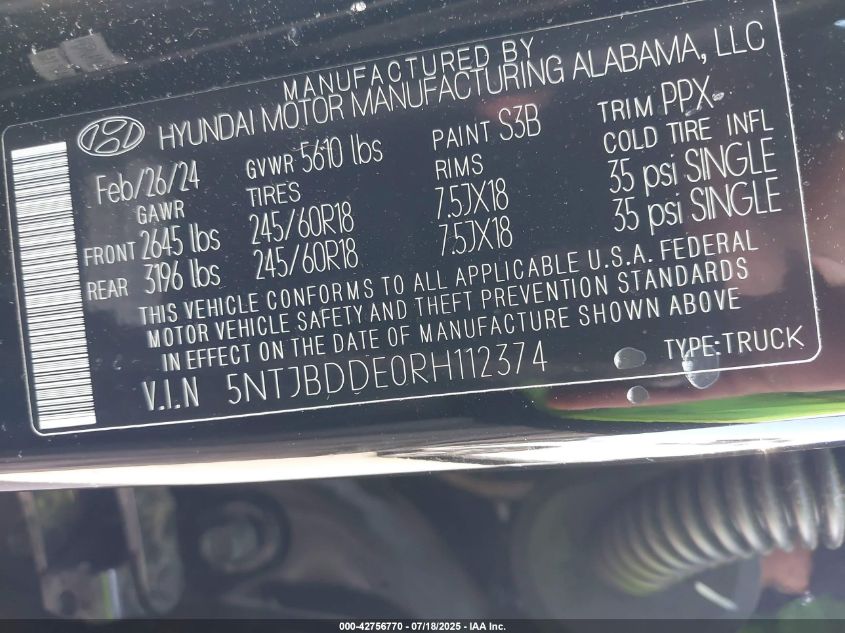 MANUFACTURED BY
HYUNDAI MOTOR MANUFACTURING ALABAMA, LLC
Feb/26/24 GVWR 5610 lbs PAINT S3B TRIM PPX
GAWR TIRES RIMS COLD TIRE INFL
FRONT 2645 lbs 245/60R18 7.5JX18 35 psi SINGLE
REAR 3196 lbs 245/60R18 7.5JX18 35 psi SINGLE
THIS VEHICLE CONFORMS TO ALL APPLICABLE U.S.A. FEDERAL
MOTOR VEHICLE SAFETY AND THEFT PREVENTION STANDARDS
IN EFFECT ON THE DATE OF MANUFACTURE SHOWN ABOVE
V.I.N 5NTJBDDE0RH112374 TYPE:TRUCK
000-42756770 - 07/18/2025 - IAA Inc.